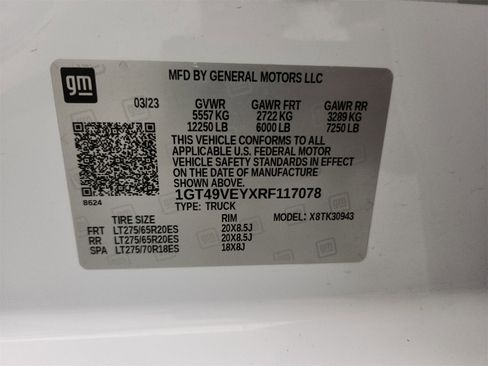 gm
MFD BY GENERAL MOTORS LLC
03/23 GVWR GAWR FRT GAWR RR
5557 KG 2722 KG 3289 KG
12250 LB 6000 LB 7250 LB
THIS VEHICLE CONFORMS TO ALL
APPLICABLE U.S. FEDERAL MOTOR
VEHICLE SAFETY STANDARDS IN EFFECT
ON THE DATE OF MANUFACTURE SHOWN ABOVE.
1GT49VEYXRF117078
8624 TYPE: TRUCK MODEL: X8TK30943
TIRE SIZE RIM
FRT LT275/65R20ES 20X8.5J
RR LT275/65R20ES 20X8.5J
SPA LT275/70R18ES 18X8J